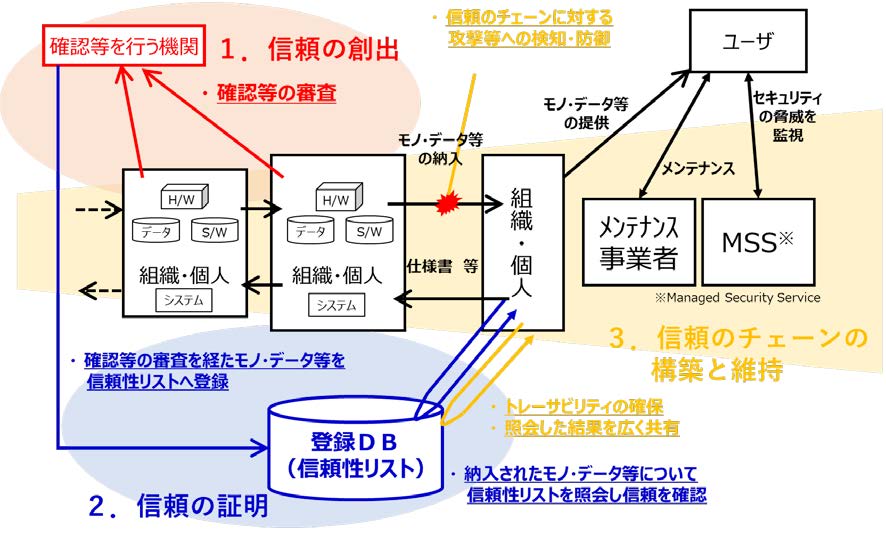 確認等を行う機関
1．信頼の創出
・確認等の審査
・信頼のチェーンに対する
攻撃等への検知・防御
ユーザ
モノ・データ等
の納入
モノ・データ等
の提供
セキュリティ
の脅威を
監視
メンテナンス
H/W
データ
S/W
組織・個人
システム
H/W
データ
S/W
組織・個人
システム
仕様書 等
組織・個人
メンテナンス
事業者
MSS※
※Managed Security Service
3．信頼のチェーンの
構築と維持
・確認等の審査を経たモノ・データ等を
信頼性リストへ登録
・トレーサビリティの確保
・照会した結果を広く共有
登録DB
（信頼性リスト）
・納入されたモノ・データ等について
信頼性リストを照会し信頼を確認
2．信頼の証明